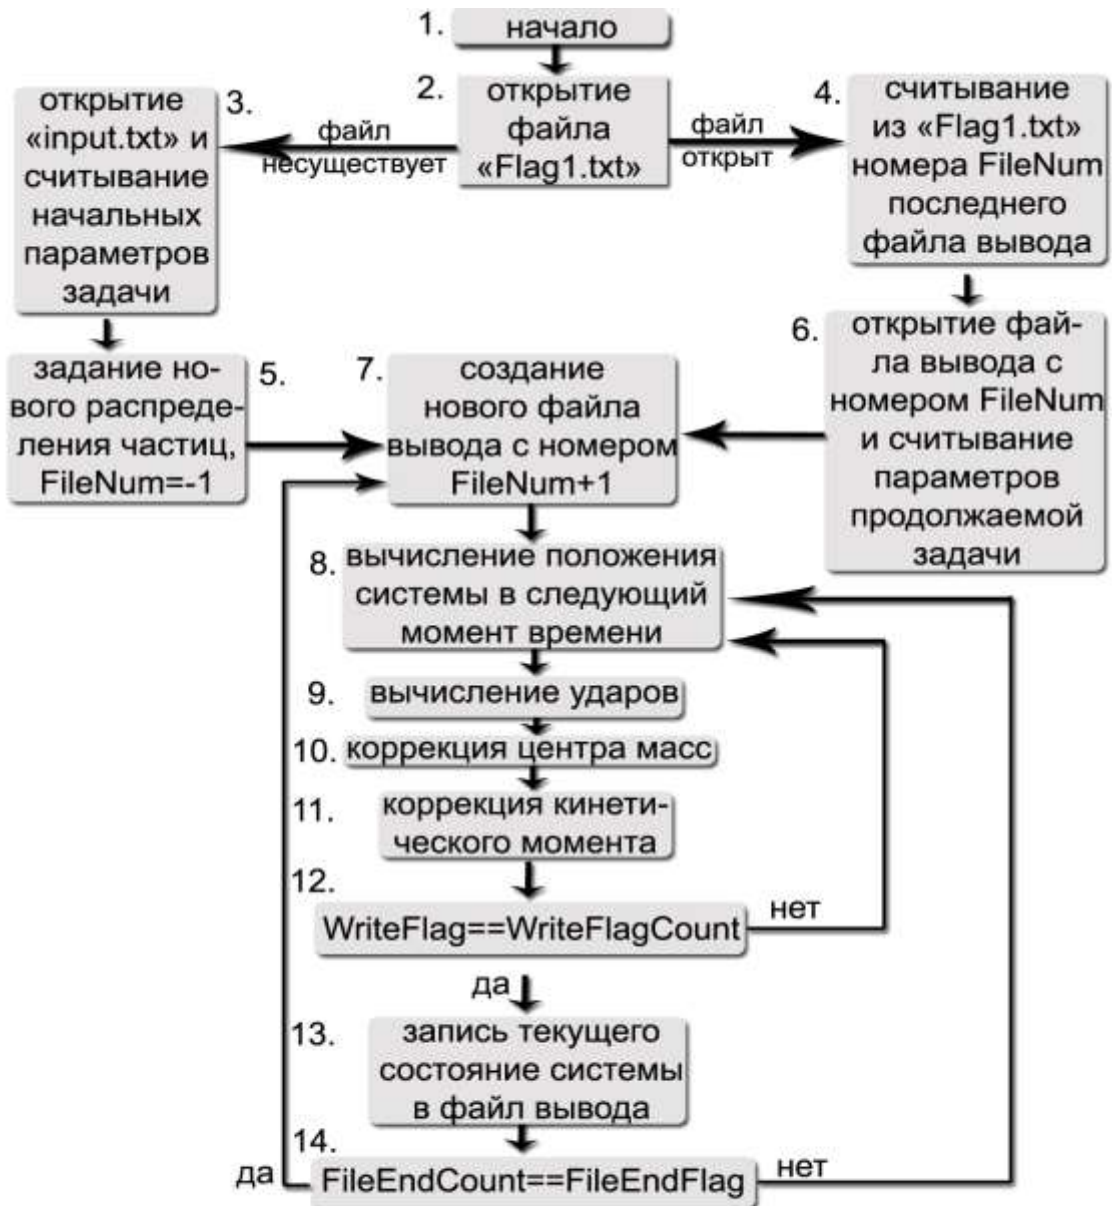 1.
начало
2.
открытие
файла
«Flag1.txt»
файл
несуществует
файл
открыт
3.
открытие
«input.txt» и
считывание
начальных
параметров
задачи
4.
считывание
из «Flag1.txt»
номера FileNum
последнего
файла вывода
5.
задание но-
вого распреде-
ления частиц,
FileNum=-1
6.
открытие фай-
ла вывода с
номером FileNum
и считывание
параметров
продолжаемой
задачи
7.
создание
нового файла
вывода с номером
FileNum+1
8.
вычисление положения
системы в следующий
момент времени
9.
вычисление ударов
10.
коррекция центра масс
11.
коррекция кинети-
ческого момента
12.
WriteFlag==WriteFlagCount
нет
да
13.
запись текущего
состояние системы
в файл вывода
14.
да
FileEndCount==FileEndFlag
нет